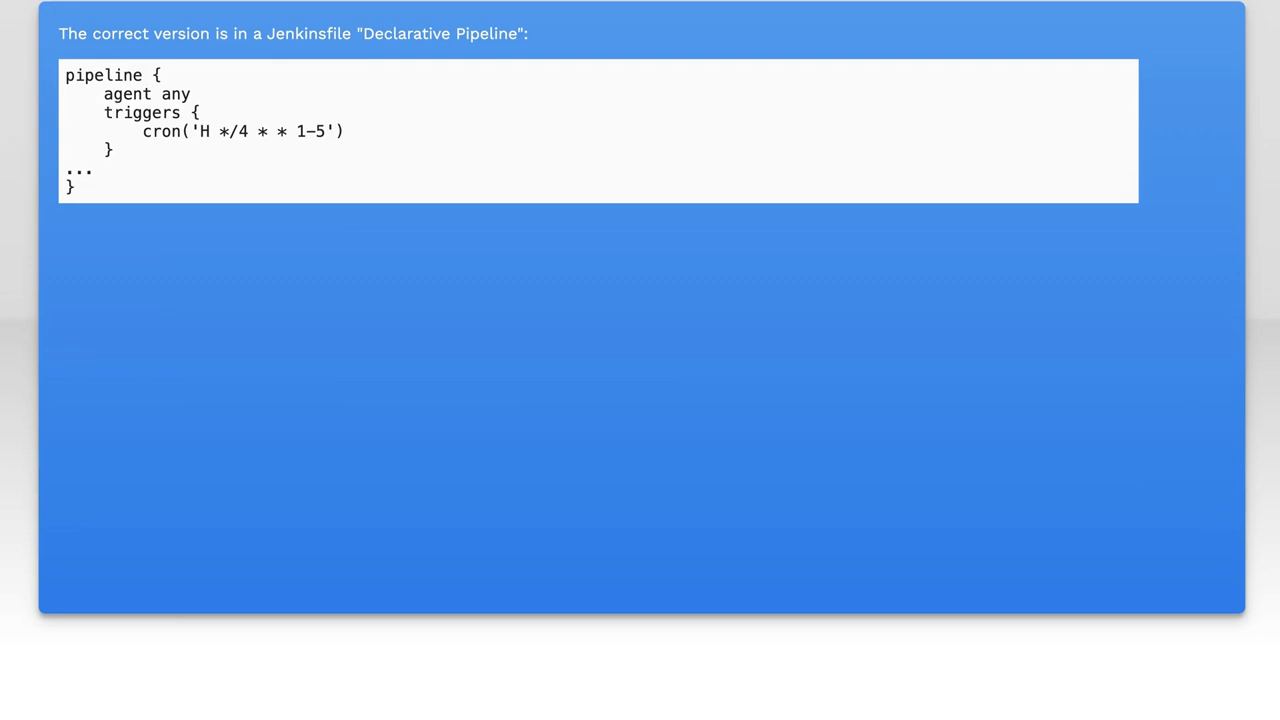 The correct version is in a Jenkinsfile "Declarative Pipeline":
pipeline {
    agent any
    triggers {
        cron('H */4 * * 1-5')
    }
...
}